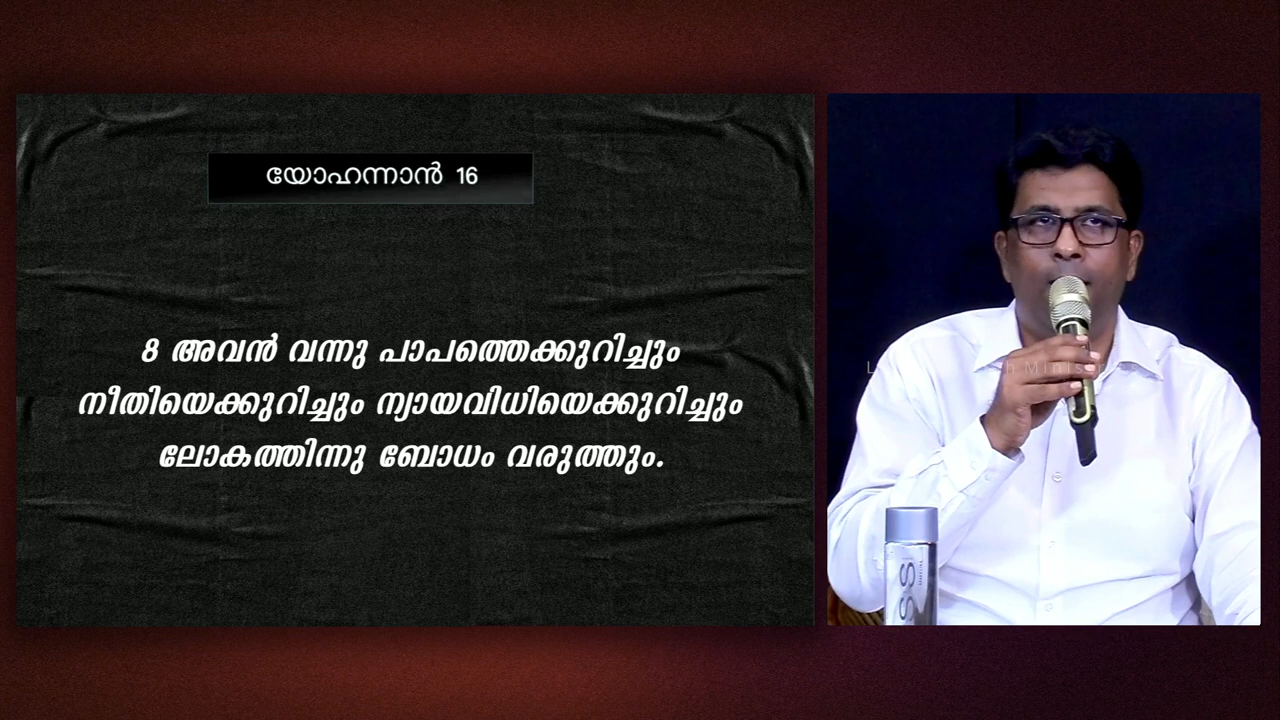 യോഹന്നാൻ 16
8 അവൻ വന്നു പാപത്തെക്കുറിച്ചും
നീതിയെക്കുറിച്ചും ന്യായവിധിയെക്കുറിച്ചും
ലോകത്തിന്നു ബോധം വരുത്തും.